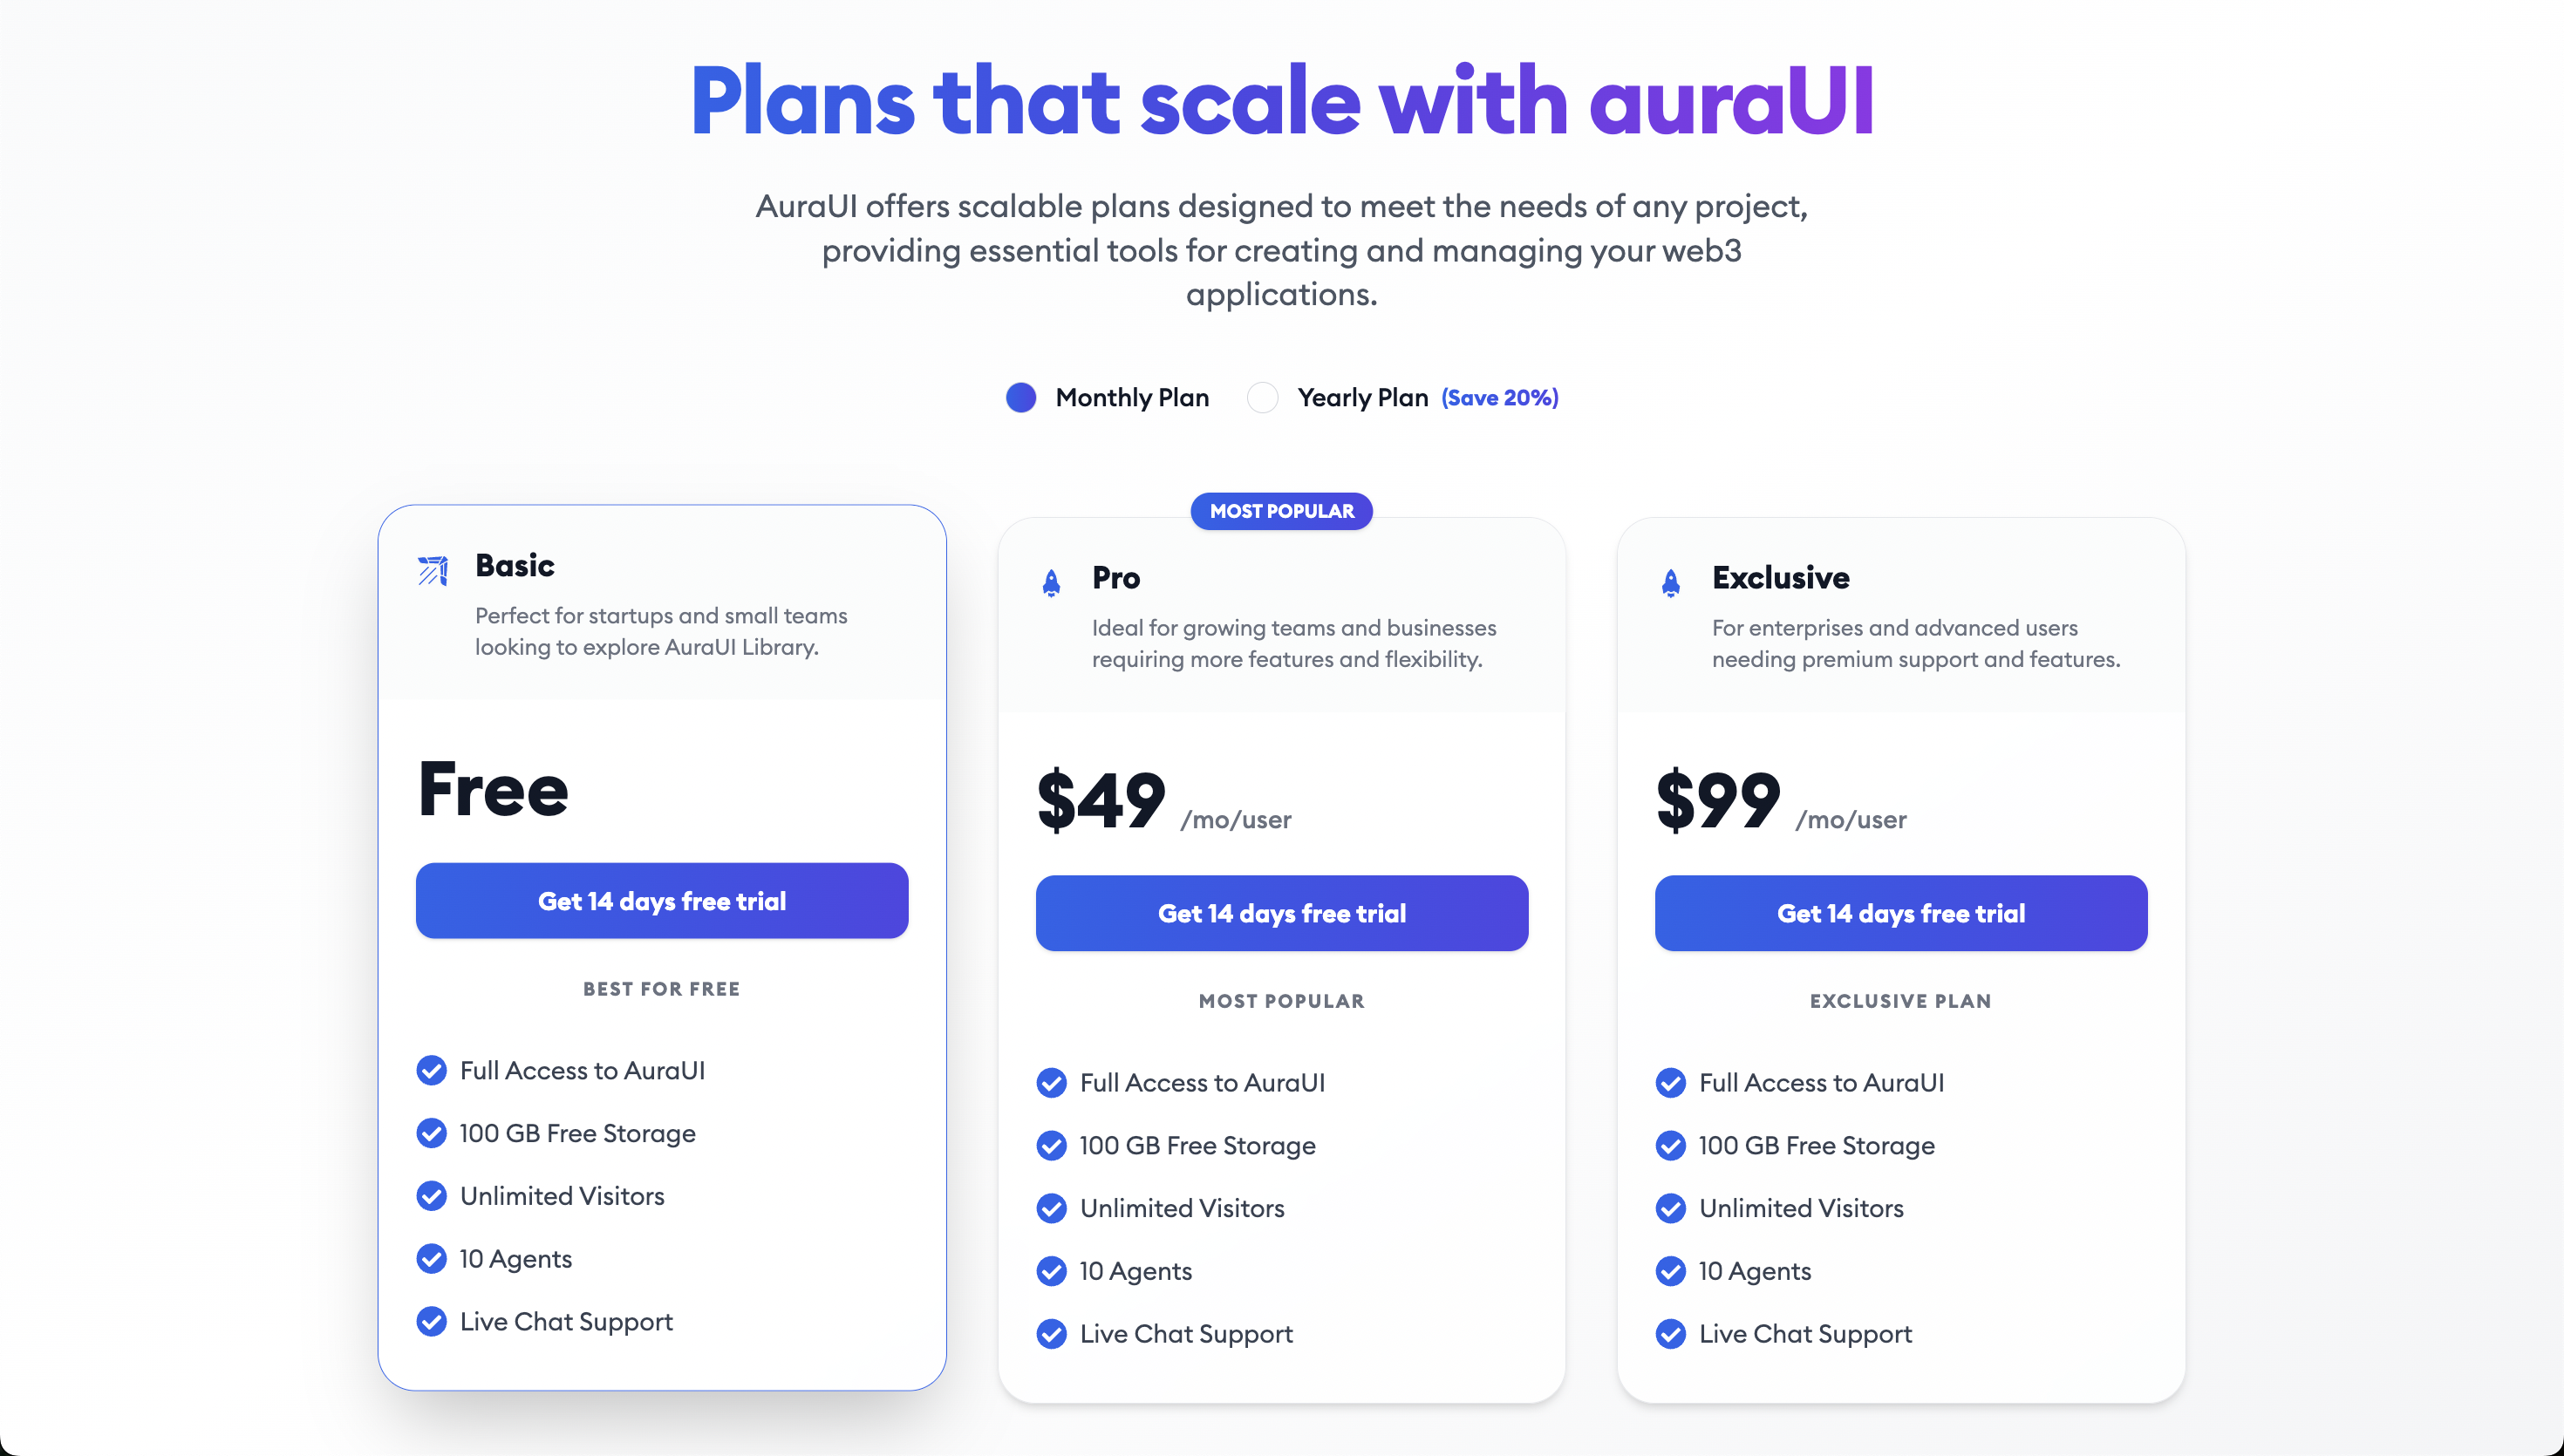 Plans that scale with auraUI
AuraUI offers scalable plans designed to meet the needs of any project,
providing essential tools for creating and managing your web3
applications.
Monthly Plan
Yearly Plan (Save 20%)
Basic
Perfect for startups and small teams
looking to explore AuraUI Library.
Free
Get 14 days free trial
BEST FOR FREE
Full Access to AuraUI
100 GB Free Storage
Unlimited Visitors
10 Agents
Live Chat Support
MOST POPULAR
Pro
Ideal for growing teams and businesses
requiring more features and flexibility.
$49 /mo/user
Get 14 days free trial
MOST POPULAR
Full Access to AuraUI
100 GB Free Storage
Unlimited Visitors
10 Agents
Live Chat Support
Exclusive
For enterprises and advanced users
needing premium support and features.
$99 /mo/user
Get 14 days free trial
EXCLUSIVE PLAN
Full Access to AuraUI
100 GB Free Storage
Unlimited Visitors
10 Agents
Live Chat Support